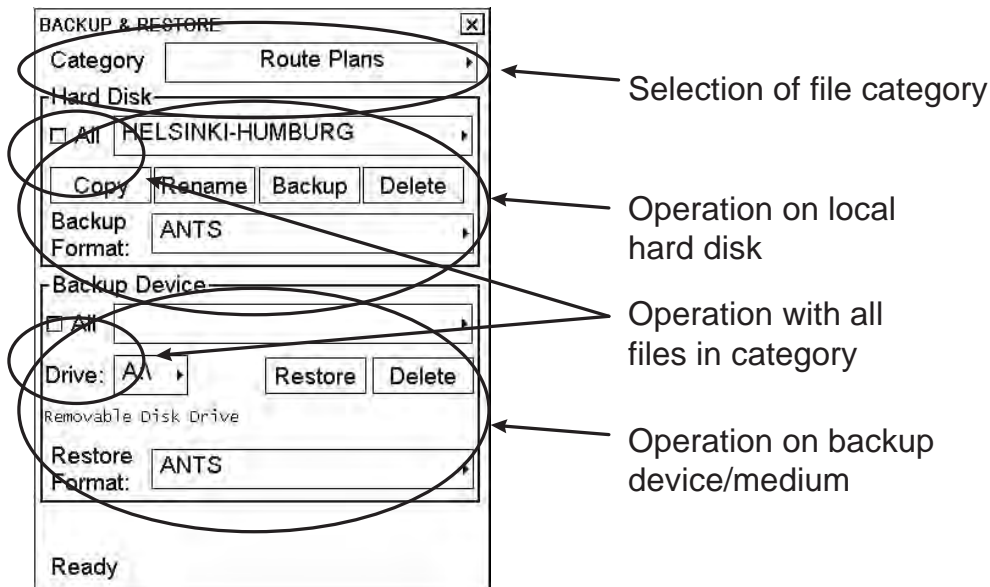 BACKUP & RESTORE
Category Route Plans
Hard Disk
All HELSINKI-HUMBURG
Copy Rename Backup Delete
Backup Format: ANTS
Backup Device
All
Drive: A:\ Restore Delete
Removable Disk Drive
Restore Format: ANTS
Ready
Selection of file category
Operation on local
hard disk
Operation with all
files in category
Operation on backup
device/medium